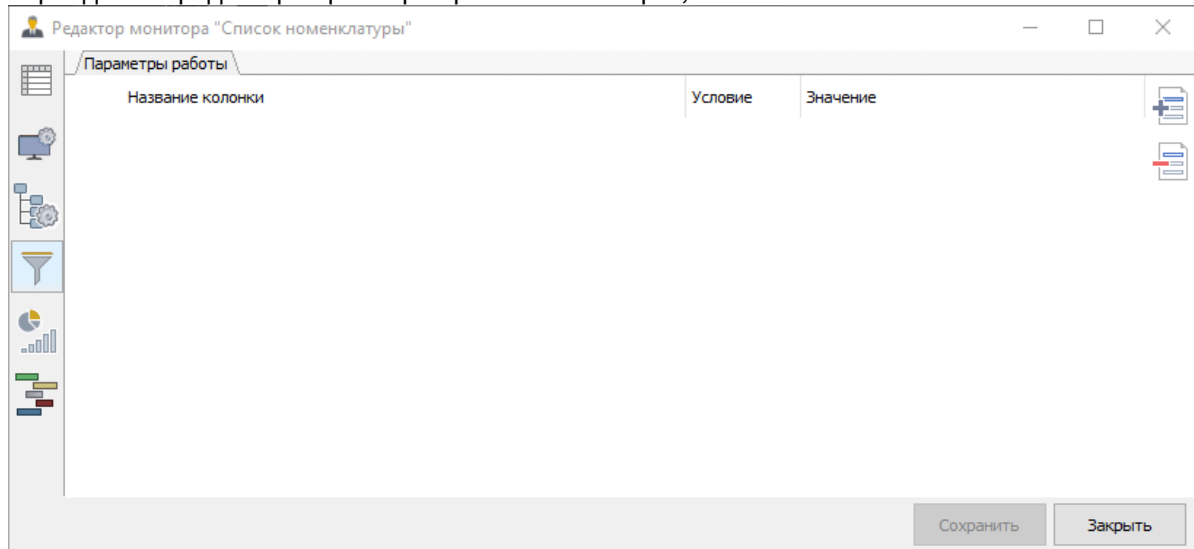 Редактор монитора "Список номенклатуры"
Параметры работы
Название колонки Условие Значение
Сохранить Закрыть